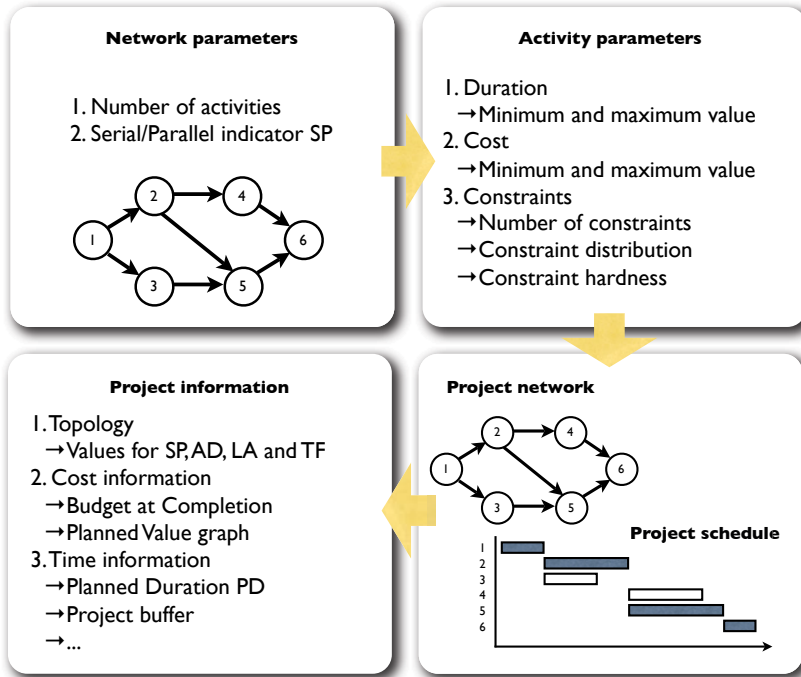 Network parameters
1. Number of activities
2. Serial/Parallel indicator SP
2
4
1
6
3
5
Activity parameters
1. Duration
→Minimum and maximum value
2. Cost
→Minimum and maximum value
3. Constraints
→Number of constraints
→Constraint distribution
→Constraint hardness
Project information
1. Topology
→Values for SP, AD, LA and TF
2. Cost information
→Budget at Completion
→Planned Value graph
3. Time information
→Planned Duration PD
→Project buffer
→...
Project network
2
4
1
6
3
5
Project schedule
1
2
3
4
5
6